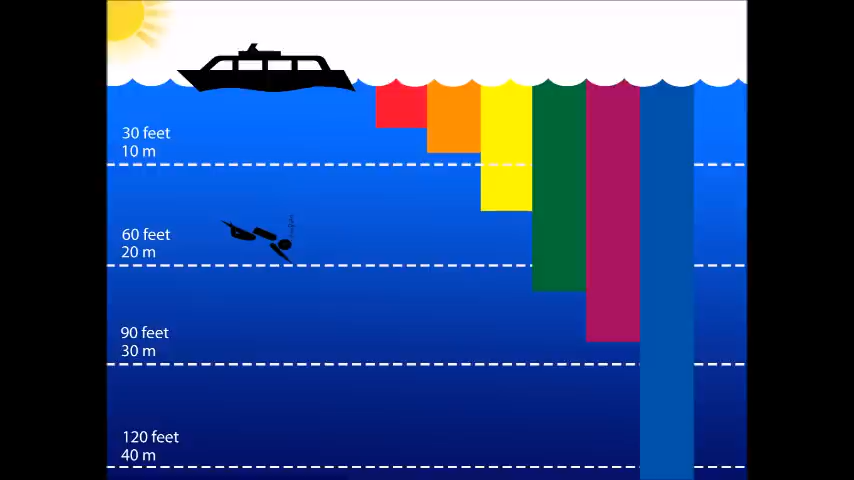 30 feet
10 m
60 feet
20 m
90 feet
30 m
120 feet
40 m